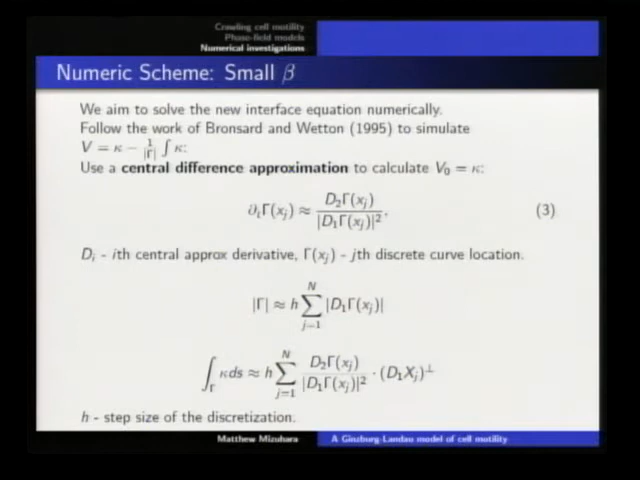 Crawling cell motility
Phase-field models
Numerical investigations
Numeric Scheme: Small β
We aim to solve the new interface equation numerically.
Follow the work of Bronsard and Wetton (1995) to simulate
V = κ − 1/|Γ| ∫ κ:
Use a central difference approximation to calculate V₀ = κ:
∂ₜΓ(xⱼ) ≈ D₂Γ(xⱼ) / |D₁Γ(xⱼ)|², (3)
Dᵢ - ith central approx derivative, Γ(xⱼ) - jth discrete curve location.
|Γ| ≈ h ∑_{j=1}^{N} |D₁Γ(xⱼ)|
∫_Γ κds ≈ h ∑_{j=1}^{N} D₂Γ(xⱼ) / |D₁Γ(xⱼ)|² · (D₁Xⱼ)^⊥
h - step size of the discretization.
Matthew Mizuhara A Ginzburg-Landau model of cell motility